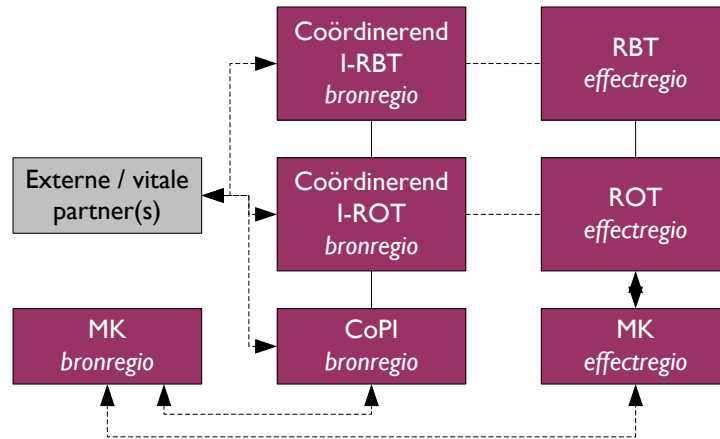 Coördinerend
I-RBT
bronregio
RBT
effectregio
Externe / vitale
partner(s)
Coördinerend
I-ROT
bronregio
ROT
effectregio
MK
bronregio
CoPI
bronregio
MK
effectregio